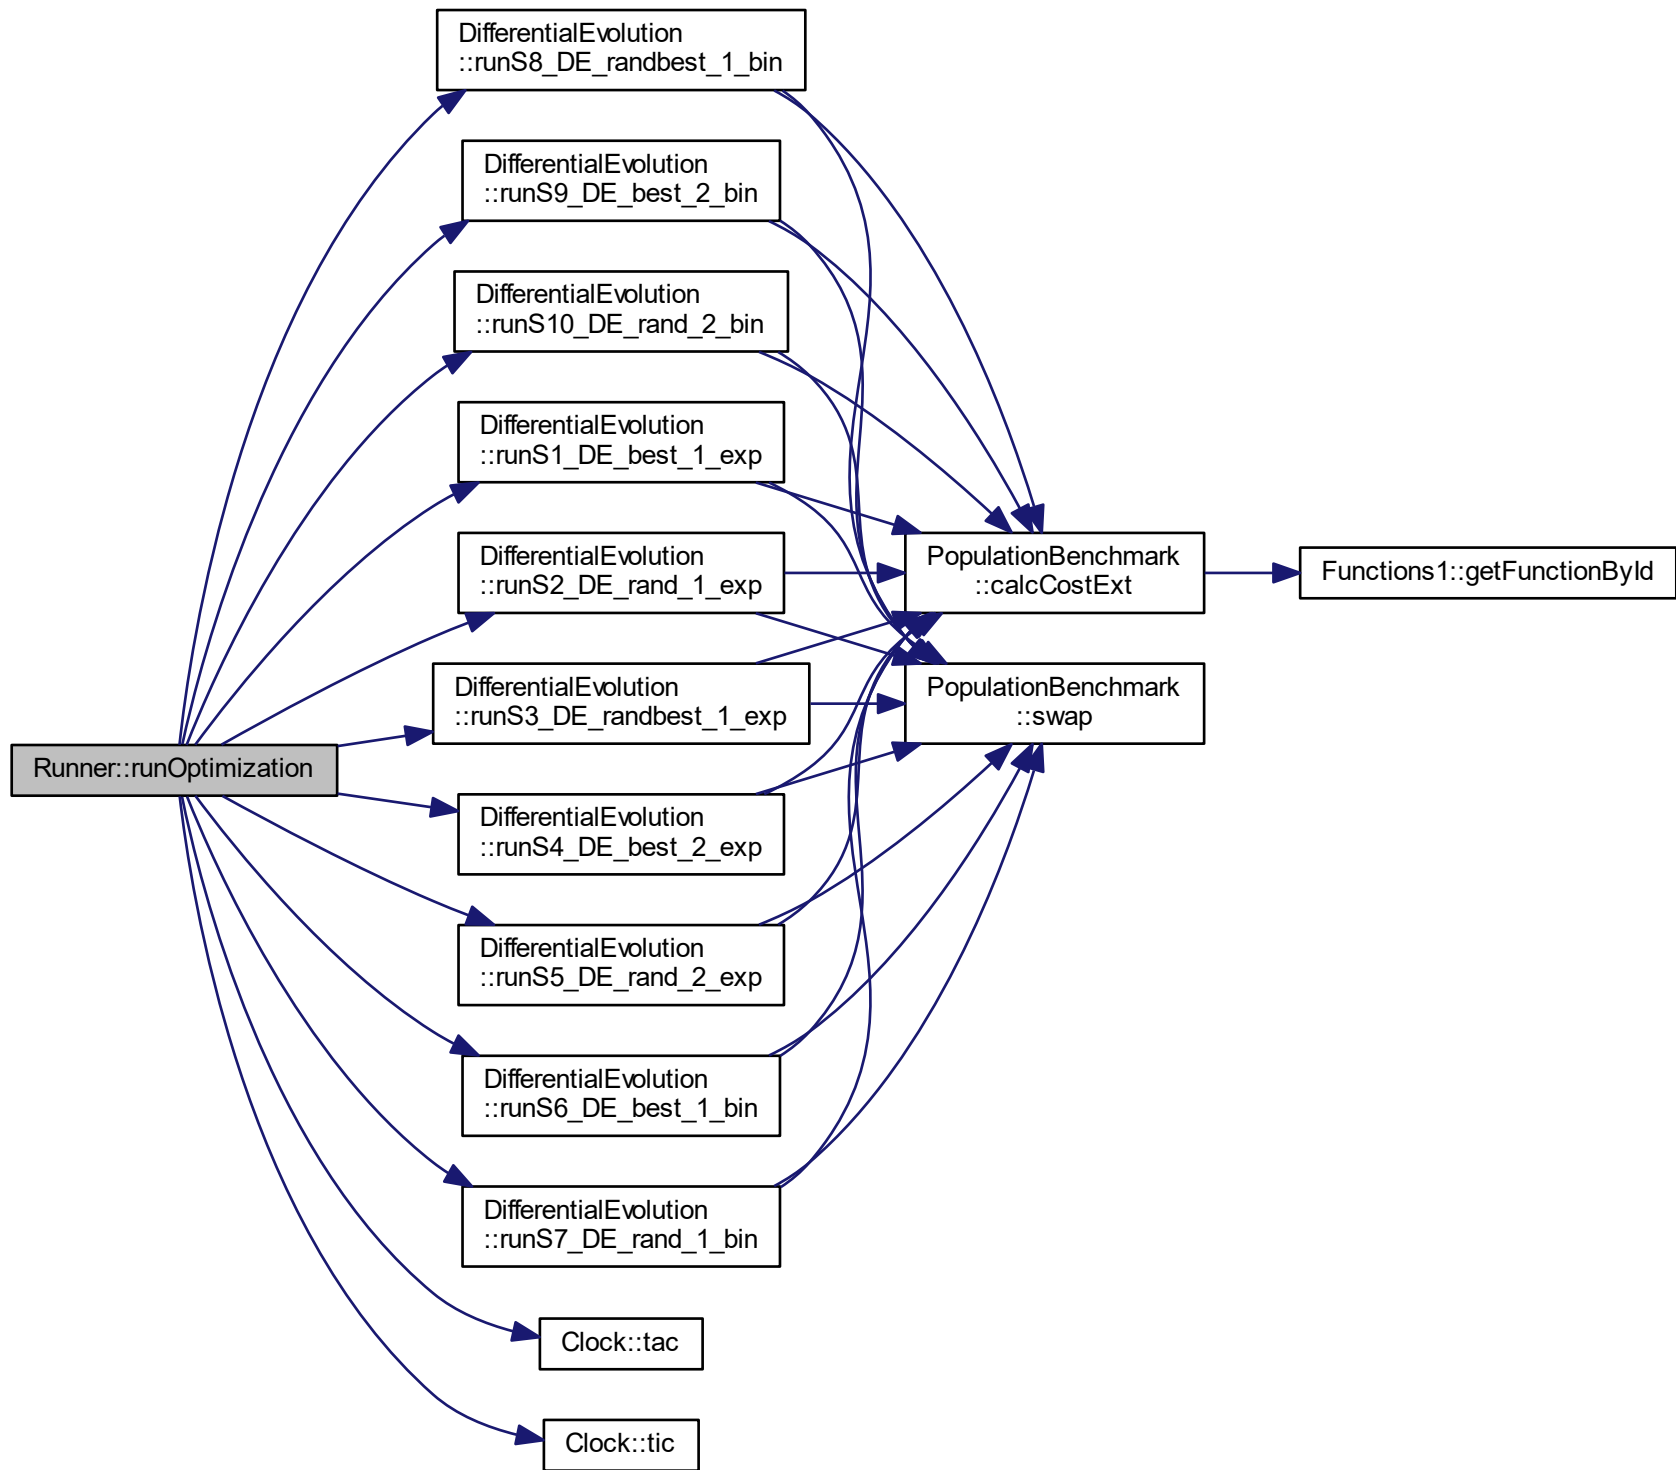 DifferentialEvolution
::runS8_DE_randbest_1_bin
DifferentialEvolution
::runS9_DE_best_2_bin
DifferentialEvolution
::runS10_DE_rand_2_bin
DifferentialEvolution
::runS1_DE_best_1_exp
DifferentialEvolution
::runS2_DE_rand_1_exp
DifferentialEvolution
::runS3_DE_randbest_1_exp
Runner::runOptimization
DifferentialEvolution
::runS4_DE_best_2_exp
DifferentialEvolution
::runS5_DE_rand_2_exp
DifferentialEvolution
::runS6_DE_best_1_bin
DifferentialEvolution
::runS7_DE_rand_1_bin
Clock::tac
Clock::tic
PopulationBenchmark
::calcCostExt
PopulationBenchmark
::swap
Functions1::getFunctionById